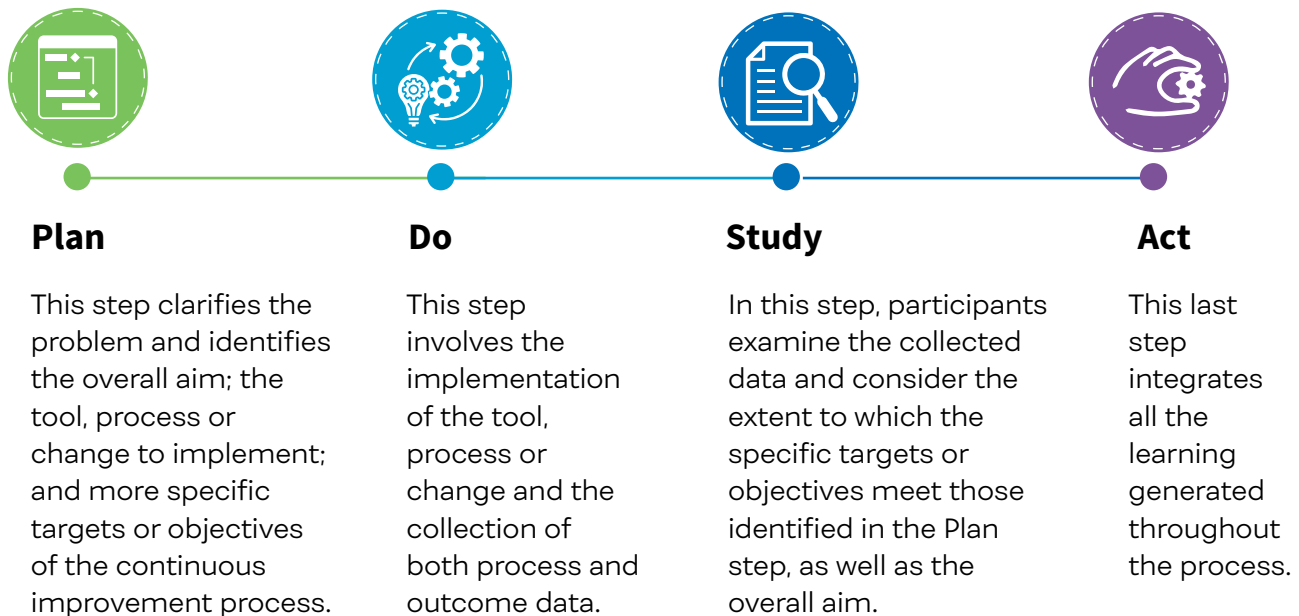 Plan
This step clarifies the
problem and identifies
the overall aim; the
tool, process or
change to implement;
and more specific
targets or objectives
of the continuous
improvement process.
Do
This step
involves the
implementation
of the tool,
process or
change and the
collection of
both process and
outcome data.
Study
In this step, participants
examine the collected
data and consider the
extent to which the
specific targets or
objectives meet those
identified in the Plan
step, as well as the
overall aim.
Act
This last
step
integrates
all the
learning
generated
throughout
the process.